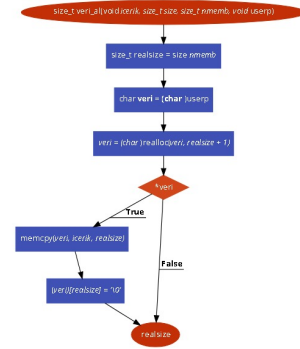 size_t veri_al(void icerik, size_t size, size_t nmemb, void userp)
size_t realsize = size nmemb
char veri = (char )userp
veri = (char )realloc(veri, realsize + 1)
*veri
True
memcpy(veri, icerik, realsize)
False
(veri)[realsize] = '\0'
realsize